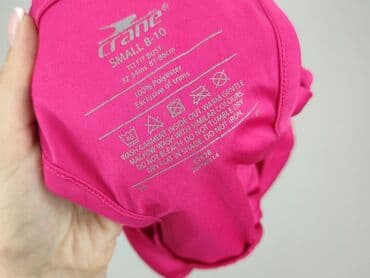 crane®
SMALL 8-10
TO FIT BUST
32-34ins 81-86cm
100% Polyester
Exclusive of trims
40
WASH GARMENT INSIDE OUT. WARM GENTLE
MACHINE WASH WITH SIMILAR COLOURS.
DO NOT BLEACH. DO NOT TUMBLE DRY.
DRY FLAT IN SHADE. DO NOT IRON.